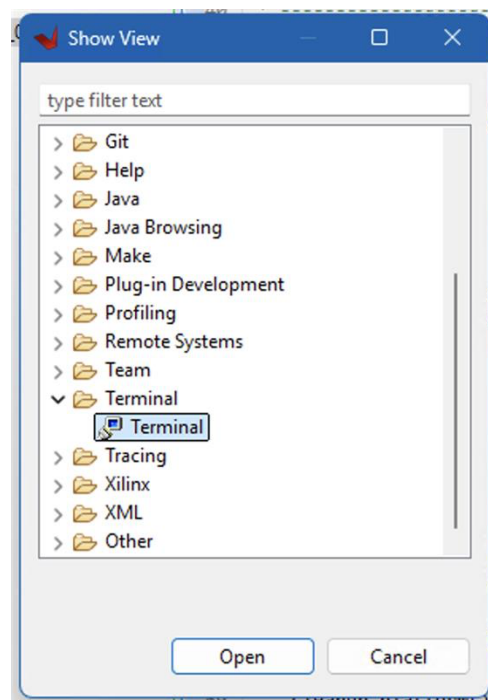 Show View
type filter text
Git
Help
Java
Java Browsing
Make
Plug-in Development
Profiling
Remote Systems
Team
Terminal
Terminal
Tracing
Xilinx
XML
Other
Open
Cancel